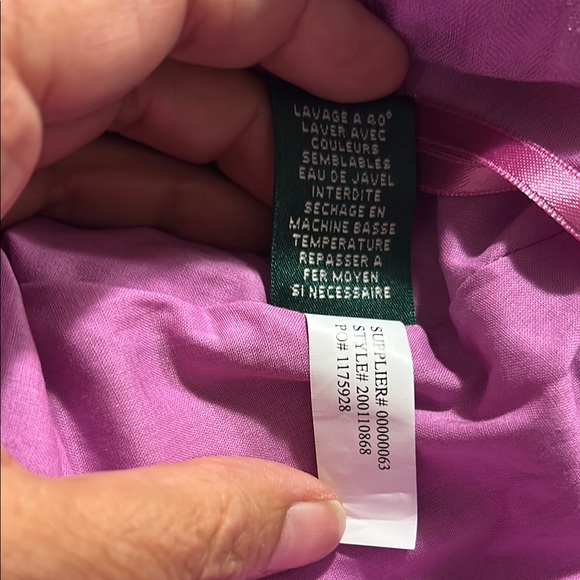 LAVAGE A 40°
LAVER AVEC
COULEURS
SEMBLABLES
EAU DE JAVEL
INTERDITE
SECHAGE EN
MACHINE BASSE
TEMPERATURE
REPASSER A
FER MOYEN
SI NECESSAIRE
SUPPLIER# 00000063
STYLE# 200110868
PO# 1175928